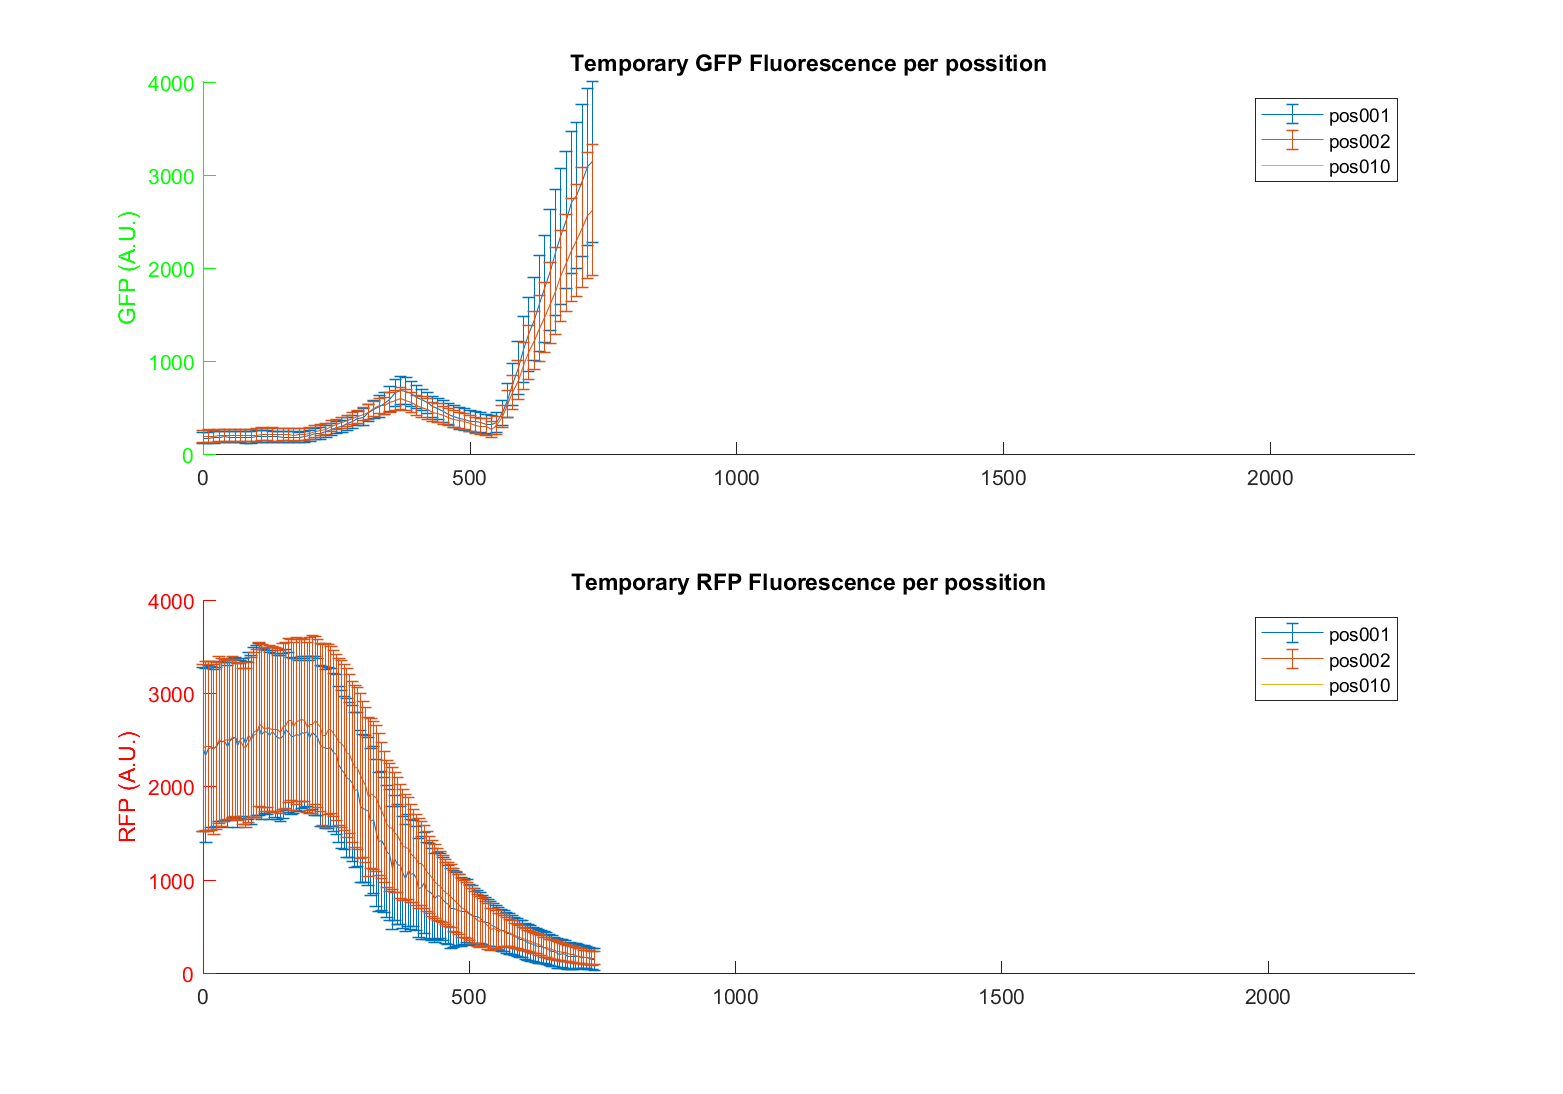 Temporary GFP Fluorescence per possition
4000
3000
2000
1000
0
GFP (A.U.)
0 500 1000 1500 2000
pos001
pos002
pos010
Temporary RFP Fluorescence per possition
4000
3000
2000
1000
0
RFP (A.U.)
0 500 1000 1500 2000
pos001
pos002
pos010